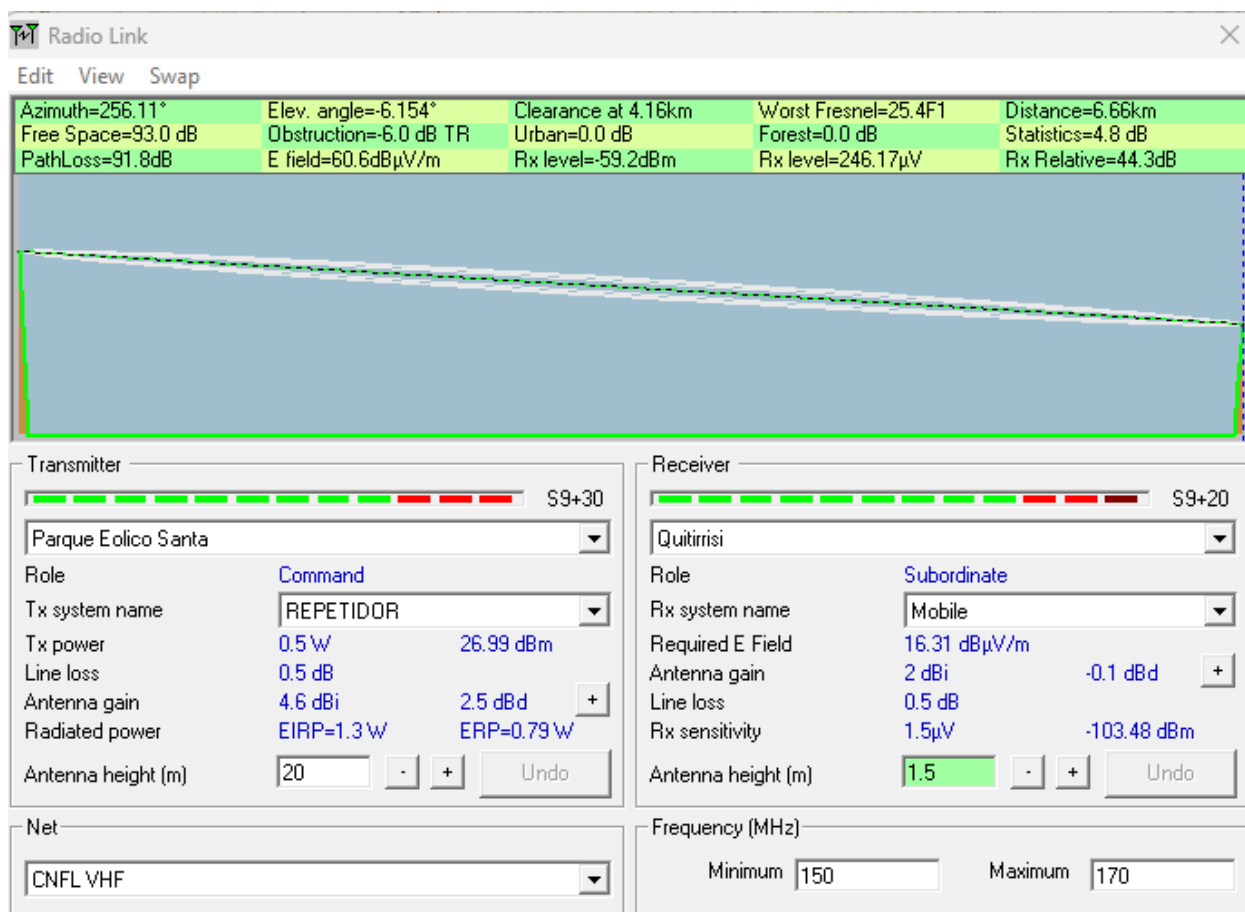 Radio Link
Edit View Swap
Azimuth=256.11° Elev. angle=-6.154° Clearance at 4.16km Worst Fresnel=25.4F1 Distance=6.66km
Free Space=93.0 dB Obstruction=-6.0 dB TR Urban=0.0 dB Forest=0.0 dB Statistics=4.8 dB
PathLoss=91.8dB E field=60.6dBµV/m Rx level=-59.2dBm Rx level=246.17µV Rx Relative=44.3dB
Transmitter
S9+30
Parque Eolico Santa
Role Command
Tx system name REPETIDOR
Tx power 0.5 W 26.99 dBm
Line loss 0.5 dB
Antenna gain 4.6 dBi 2.5 dBd +
Radiated power EIRP=1.3 W ERP=0.79 W
Antenna height (m) 20 - + Undo
Receiver
S9+20
Quitirrisi
Role Subordinate
Rx system name Mobile
Required E Field 16.31 dBµV/m
Antenna gain 2 dBi -0.1 dBd +
Line loss 0.5 dB
Rx sensitivity 1.5µV -103.48 dBm
Antenna height (m) 1.5 - + Undo
Net
CNFL VHF
Frequency (MHz)
Minimum 150 Maximum 170